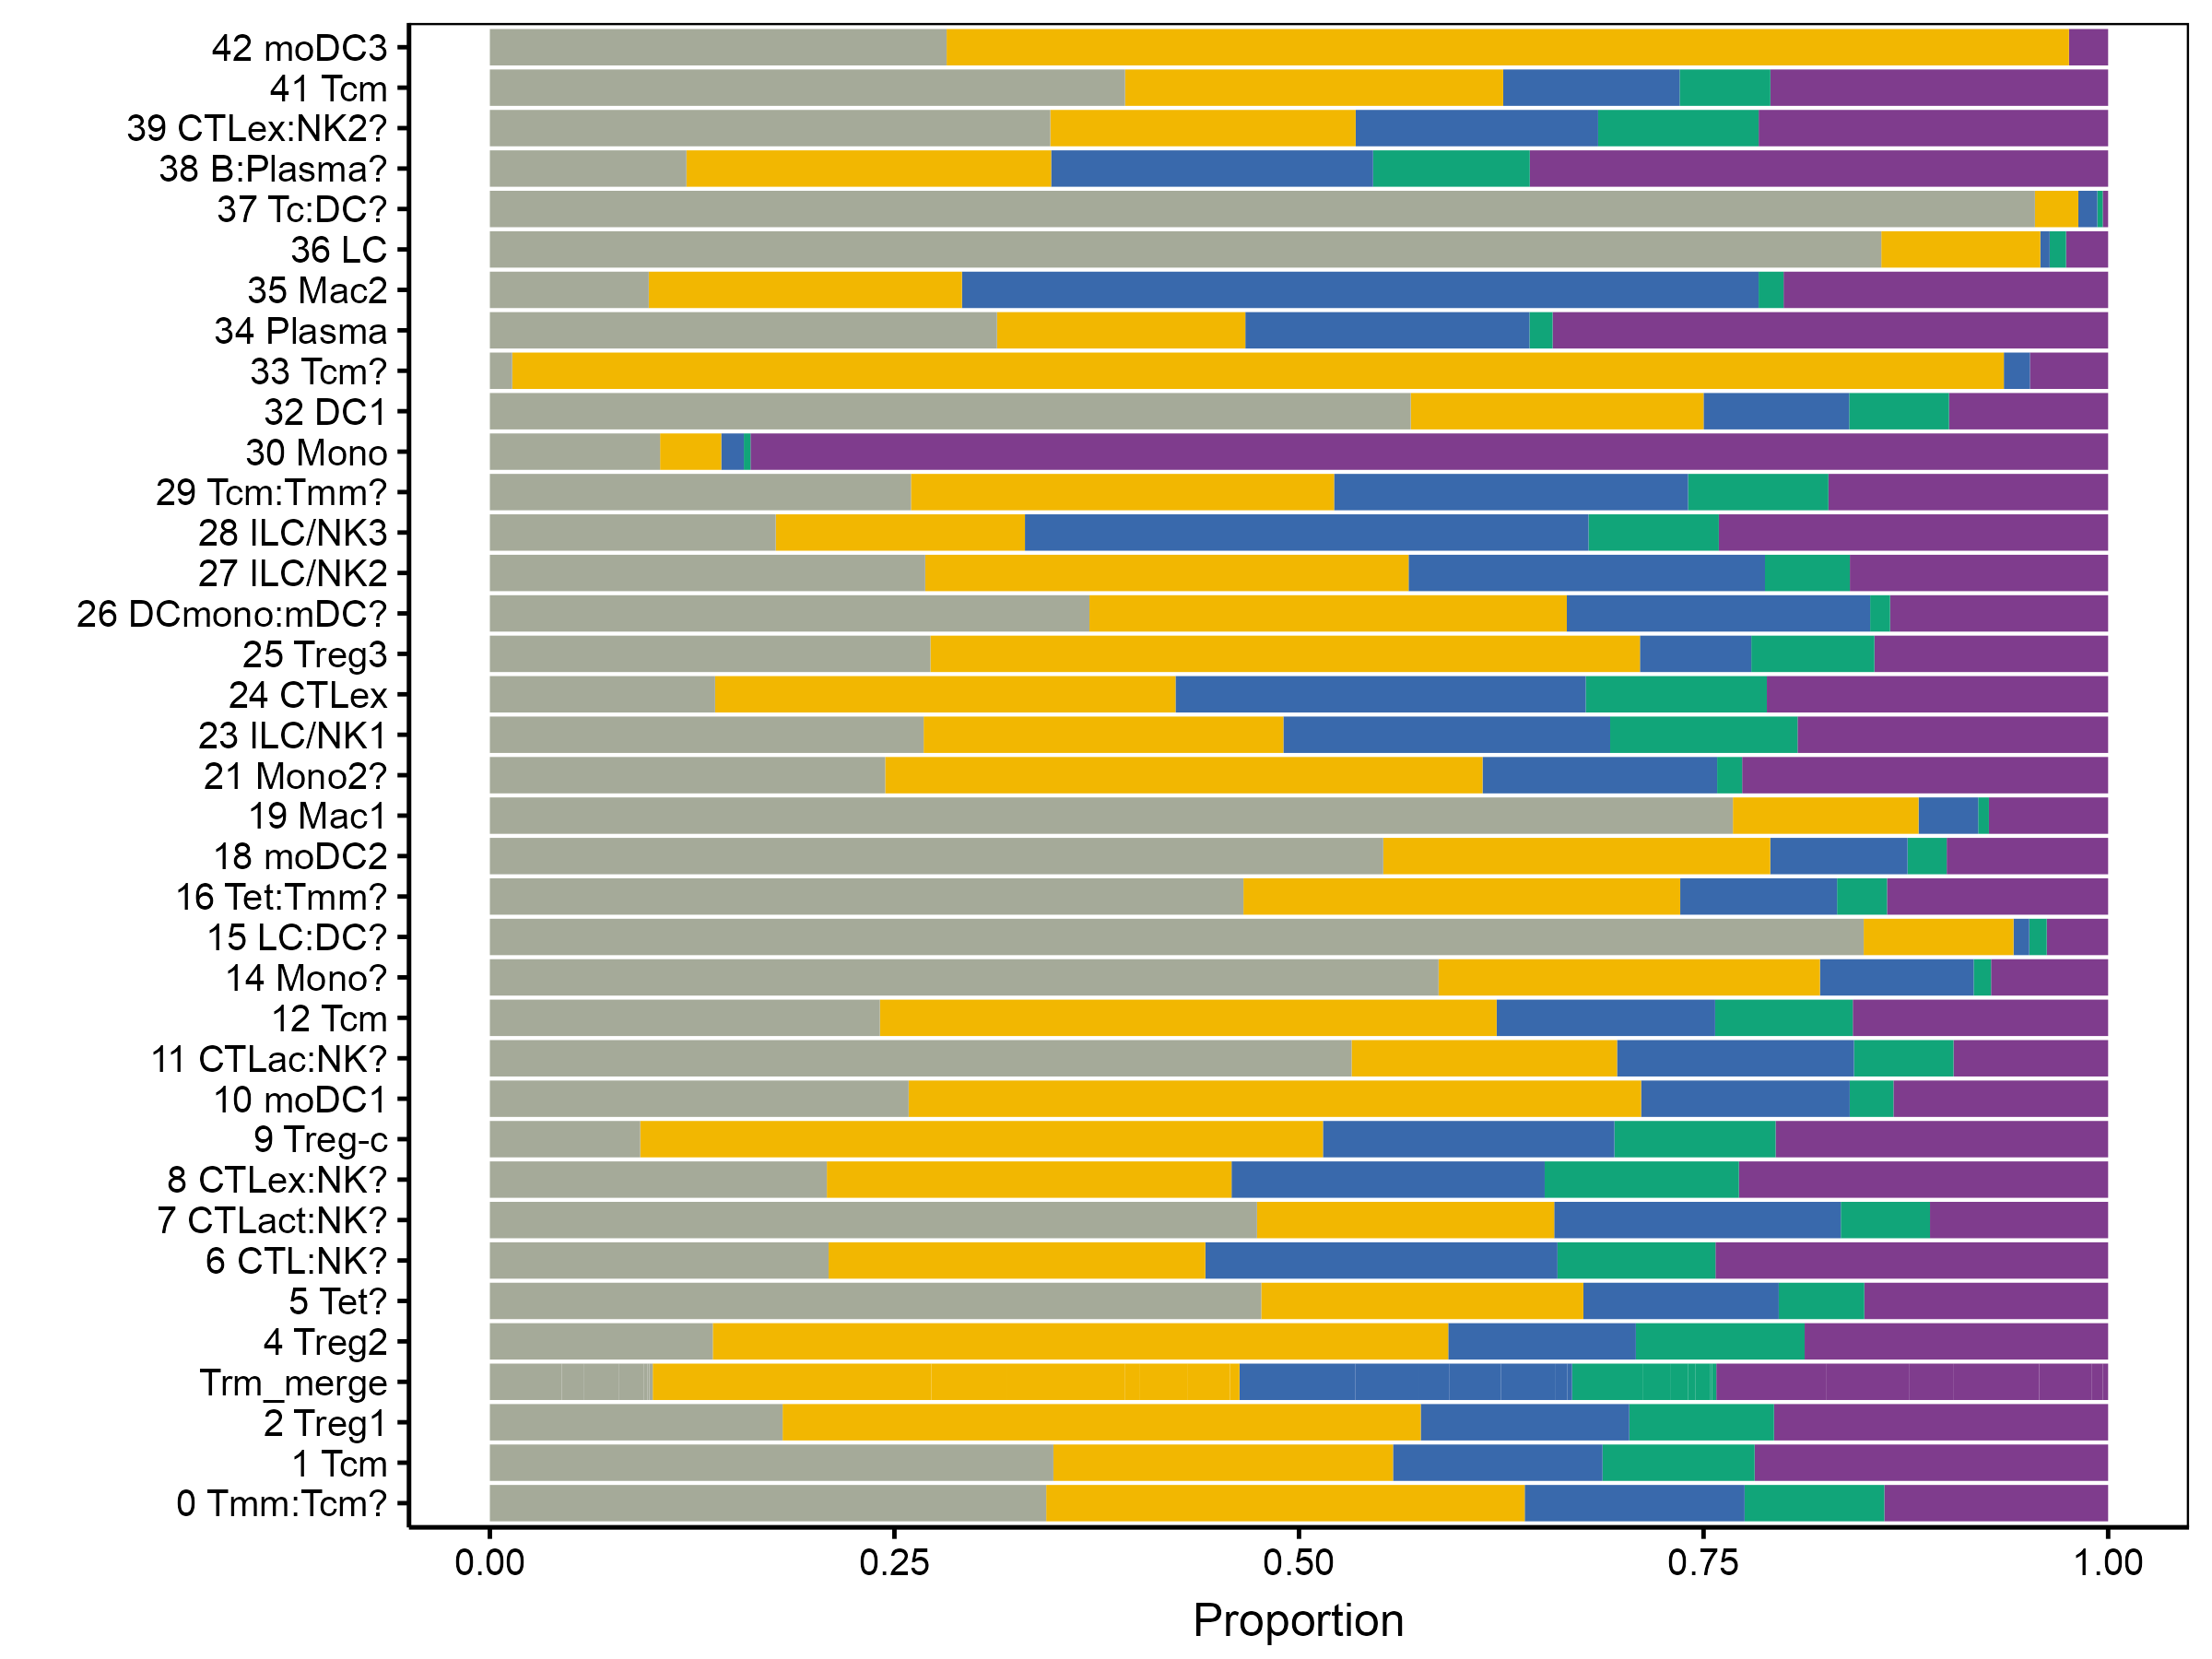 42 moDC3
41 Tcm
39 CTLex:NK2?
38 B:Plasma?
37 Tc:DC?
36 LC
35 Mac2
34 Plasma
33 Tcm?
32 DC1
30 Mono
29 Tcm:Tmm?
28 ILC/NK3
27 ILC/NK2
26 DCmono:mDC?
25 Treg3
24 CTLex
23 ILC/NK1
21 Mono2?
19 Mac1
18 moDC2
16 Tet:Tmm?
15 LC:DC?
14 Mono?
12 Tcm
11 CTLac:NK?
10 moDC1
9 Treg-c
8 CTLex:NK?
7 CTLact:NK?
6 CTL:NK?
5 Tet?
4 Treg2
Trm_merge
2 Treg1
1 Tcm
0 Tmm:Tcm?
0.00 0.25 0.50 0.75 1.00
Proportion